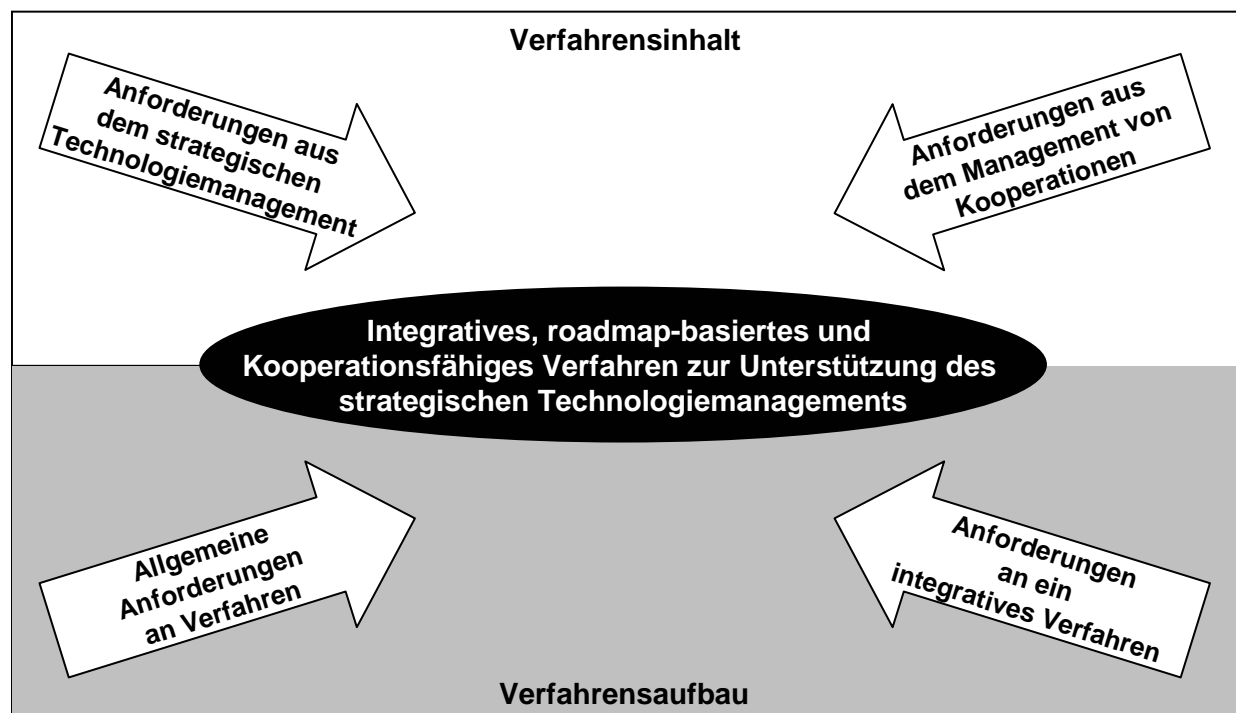 Verfahrensinhalt
Anforderungen aus
dem strategischen
Technologiemanagement
Anforderungen aus
dem Management von
Kooperationen
Integratives, roadmap-basiertes und
Kooperationsfähiges Verfahren zur Unterstützung des
strategischen Technologiemanagements
Allgemeine
Anforderungen
an Verfahren
Anforderungen
an ein
integratives Verfahren
Verfahrensaufbau